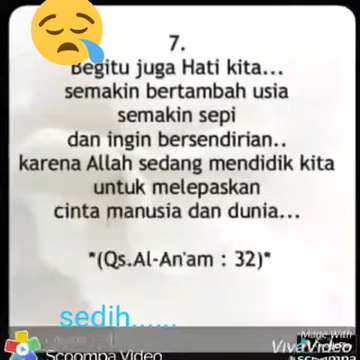 7.
Begitu juga Hati kita...
semakin bertambah usia
semakin sepi
dan ingin bersendirian..
karena Allah sedang mendidik kita
untuk melepaskan
cinta manusia dan dunia...
*(Qs.Al-An'am : 32)*
sedih......
Made With
VivaVideo
Scoompa Video